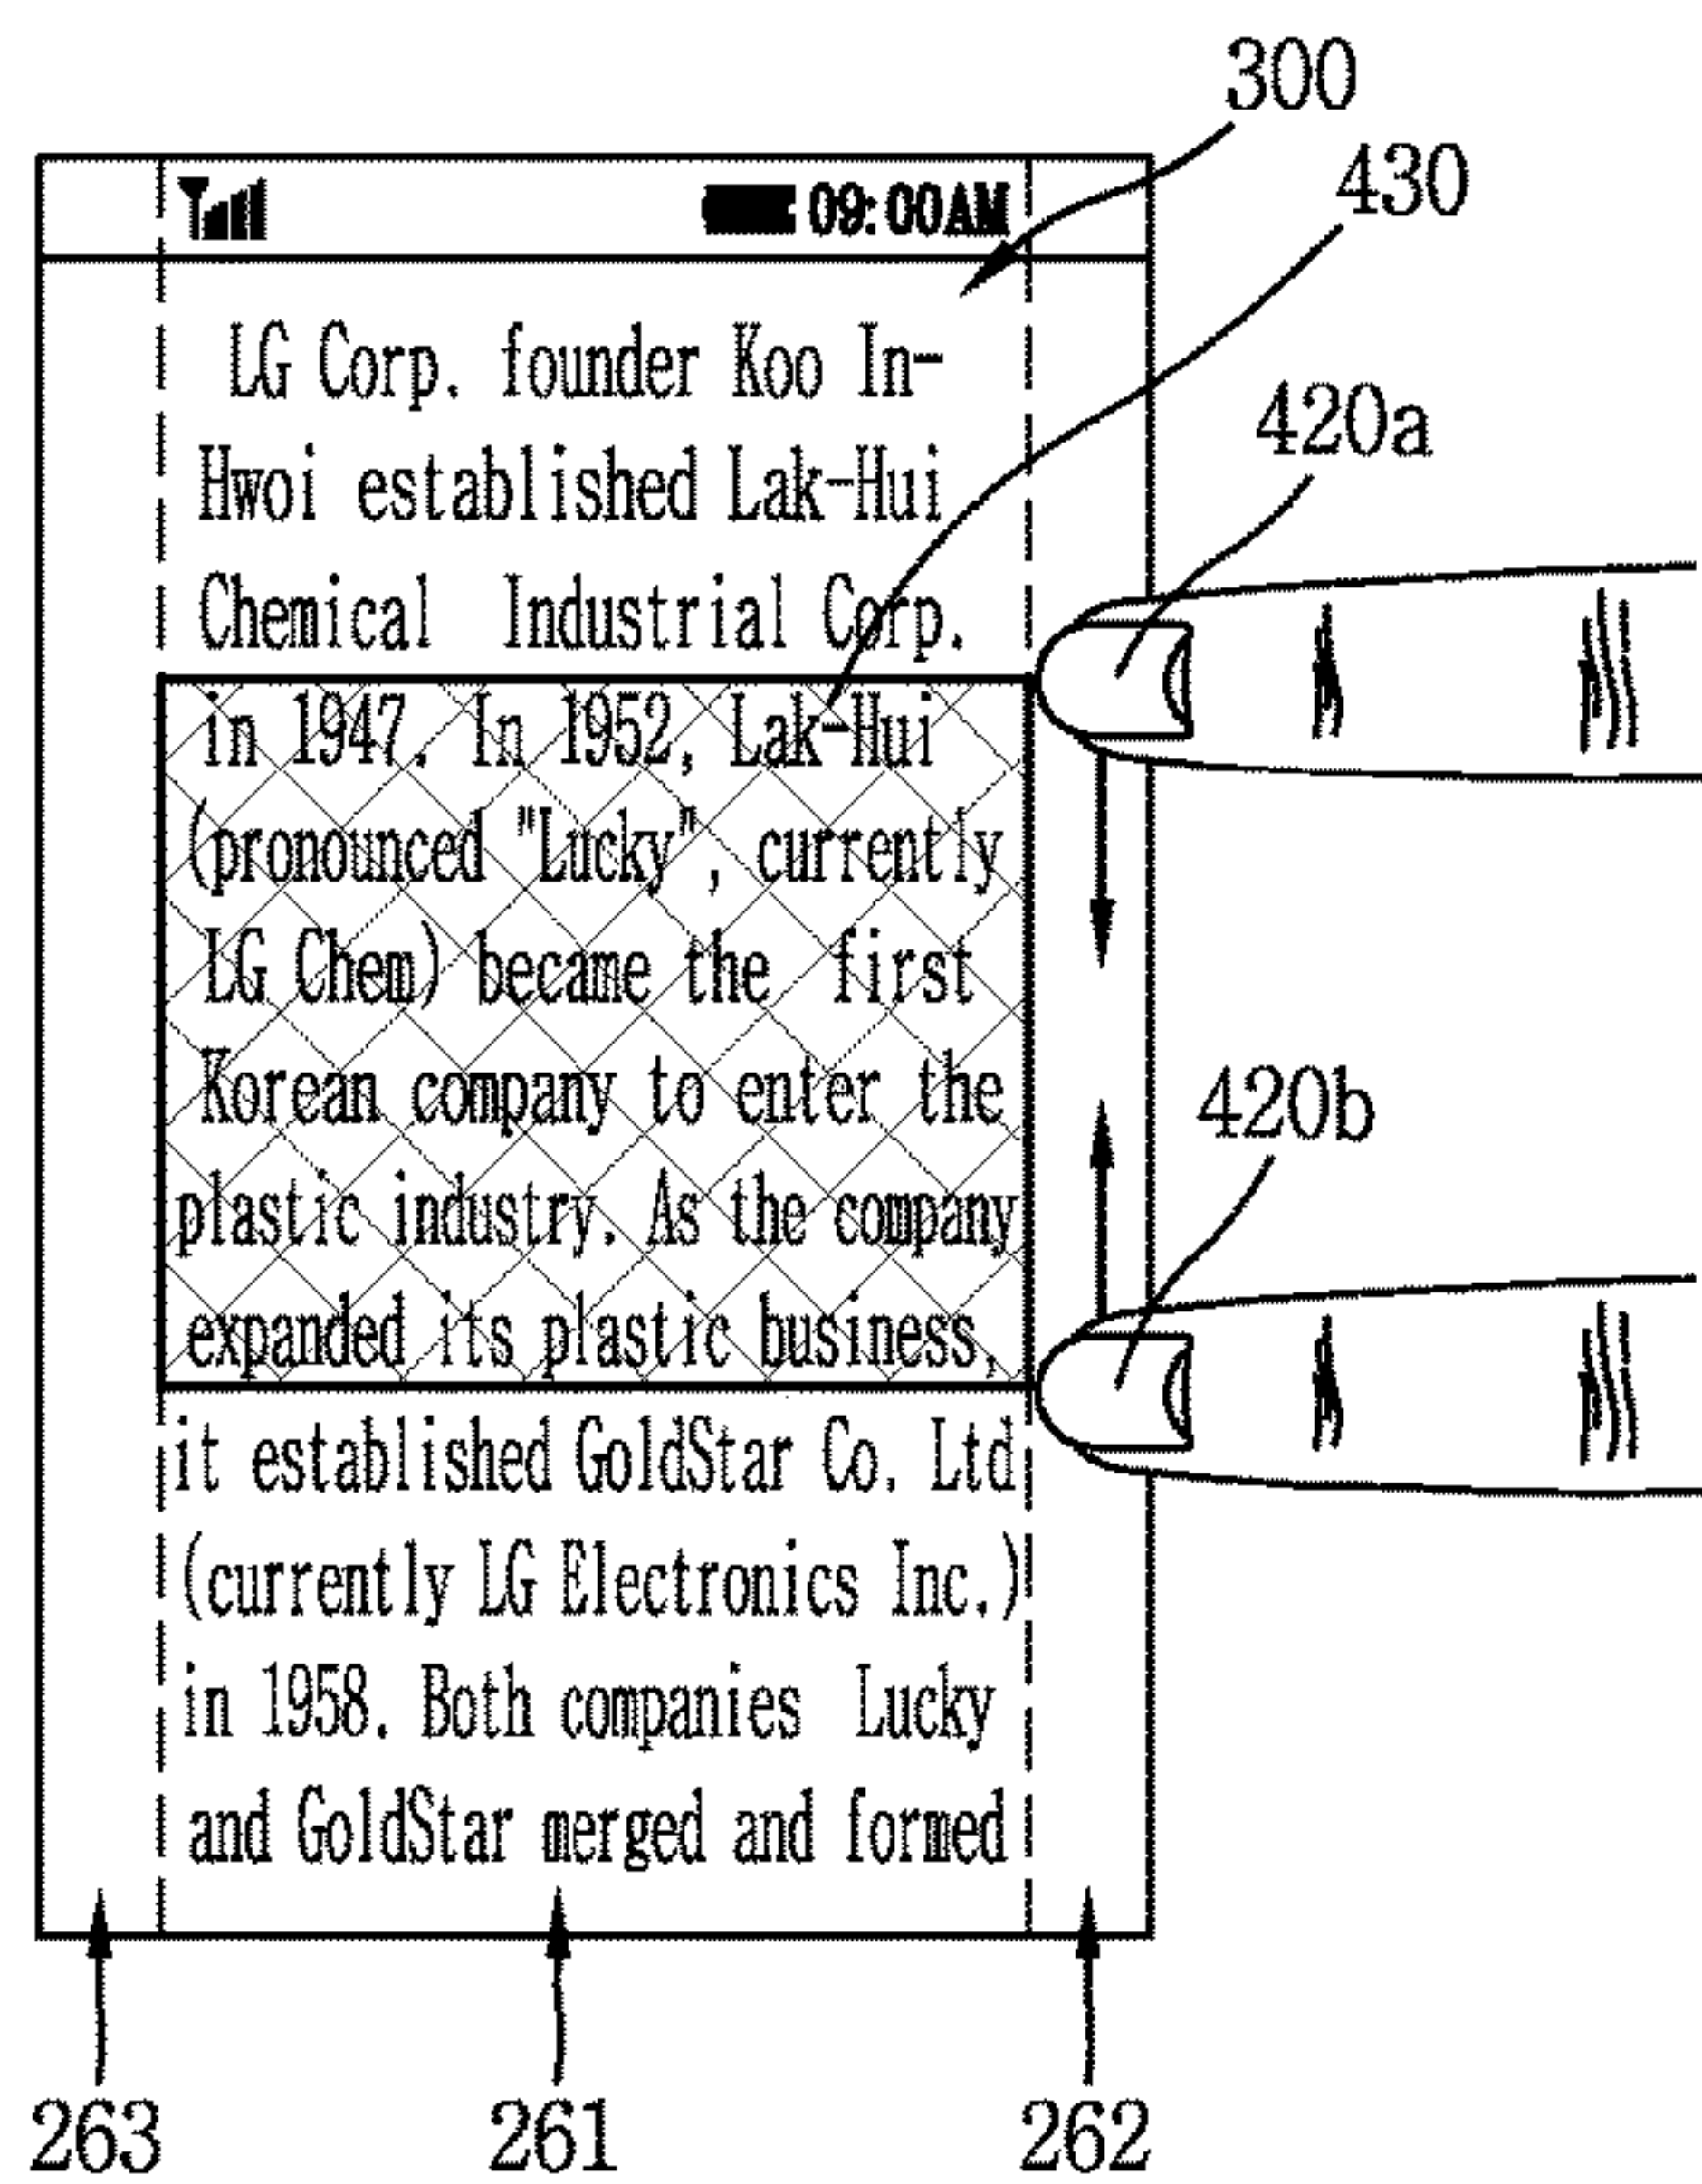 300
430
09:00AM
LG Corp. founder Koo In-
Hwoi established Lak-Hui
420a
Chemical Industrial Corp.
in 1947. In 1952, Lak-Hui
(pronounced "Lucky", currently
LG Chem) became the first
Korean company to enter the
420b
plastic industry. As the company
expanded its plastic business,
it established GoldStar Co. Ltd
(currently LG Electronics Inc.)
in 1958. Both companies Lucky
and GoldStar merged and formed
263
261
262